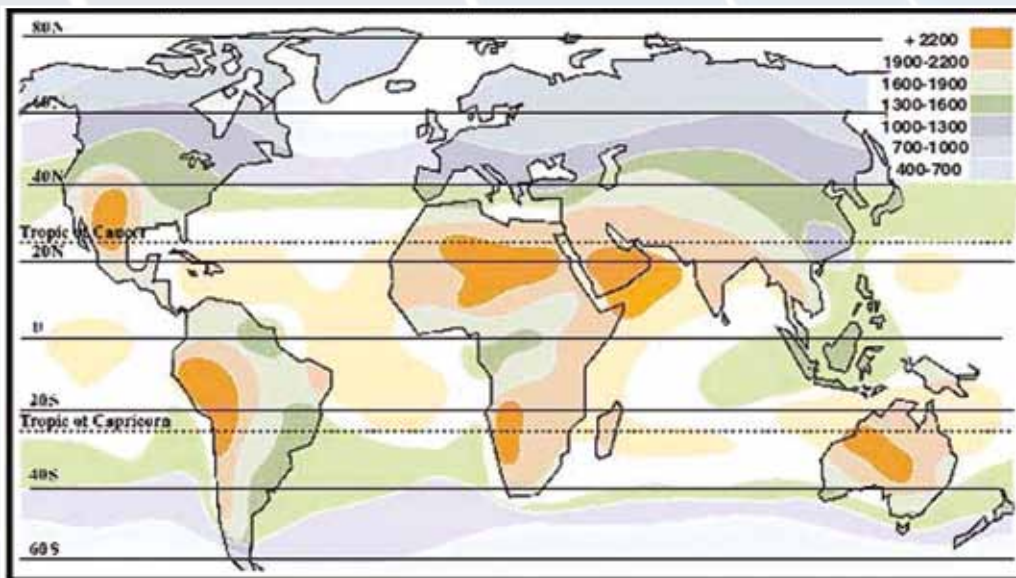 80N
+ 2200
1900-2200
1600-1900
60N
1300-1600
1000-1300
700-1000
400-700
40N
Tropic of Cancer
20N
0
20S
Tropic of Capricorn
40S
60S